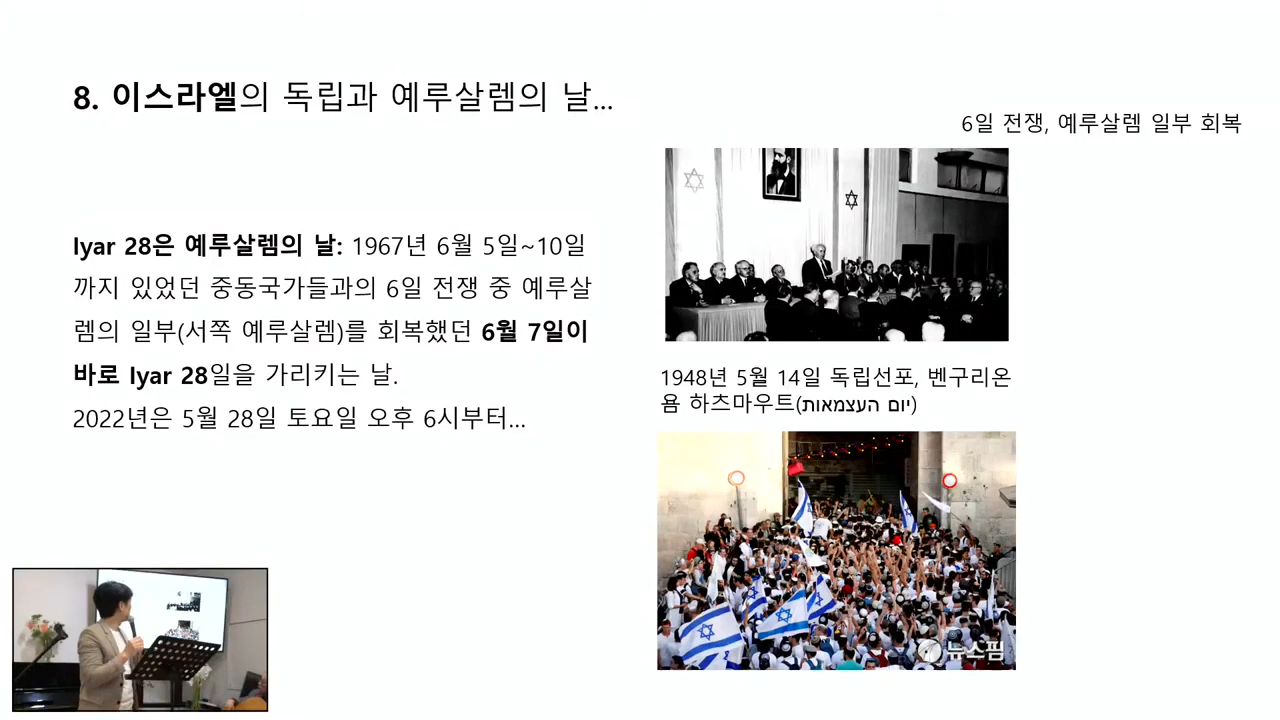 8. 이스라엘의 독립과 예루살렘의 날...
6일 전쟁, 예루살렘 일부 회복
Iyar 28은 예루살렘의 날: 1967년 6월 5일~10일
까지 있었던 중동국가들과의 6일 전쟁 중 예루살
렘의 일부(서쪽 예루살렘)를 회복했던 6월 7일이
바로 Iyar 28일을 가리키는 날.
2022년은 5월 28일 토요일 오후 6시부터...
1948년 5월 14일 독립선포, 벤구리온
욤 하츠마우트(יום העצמאות)
뉴스핌